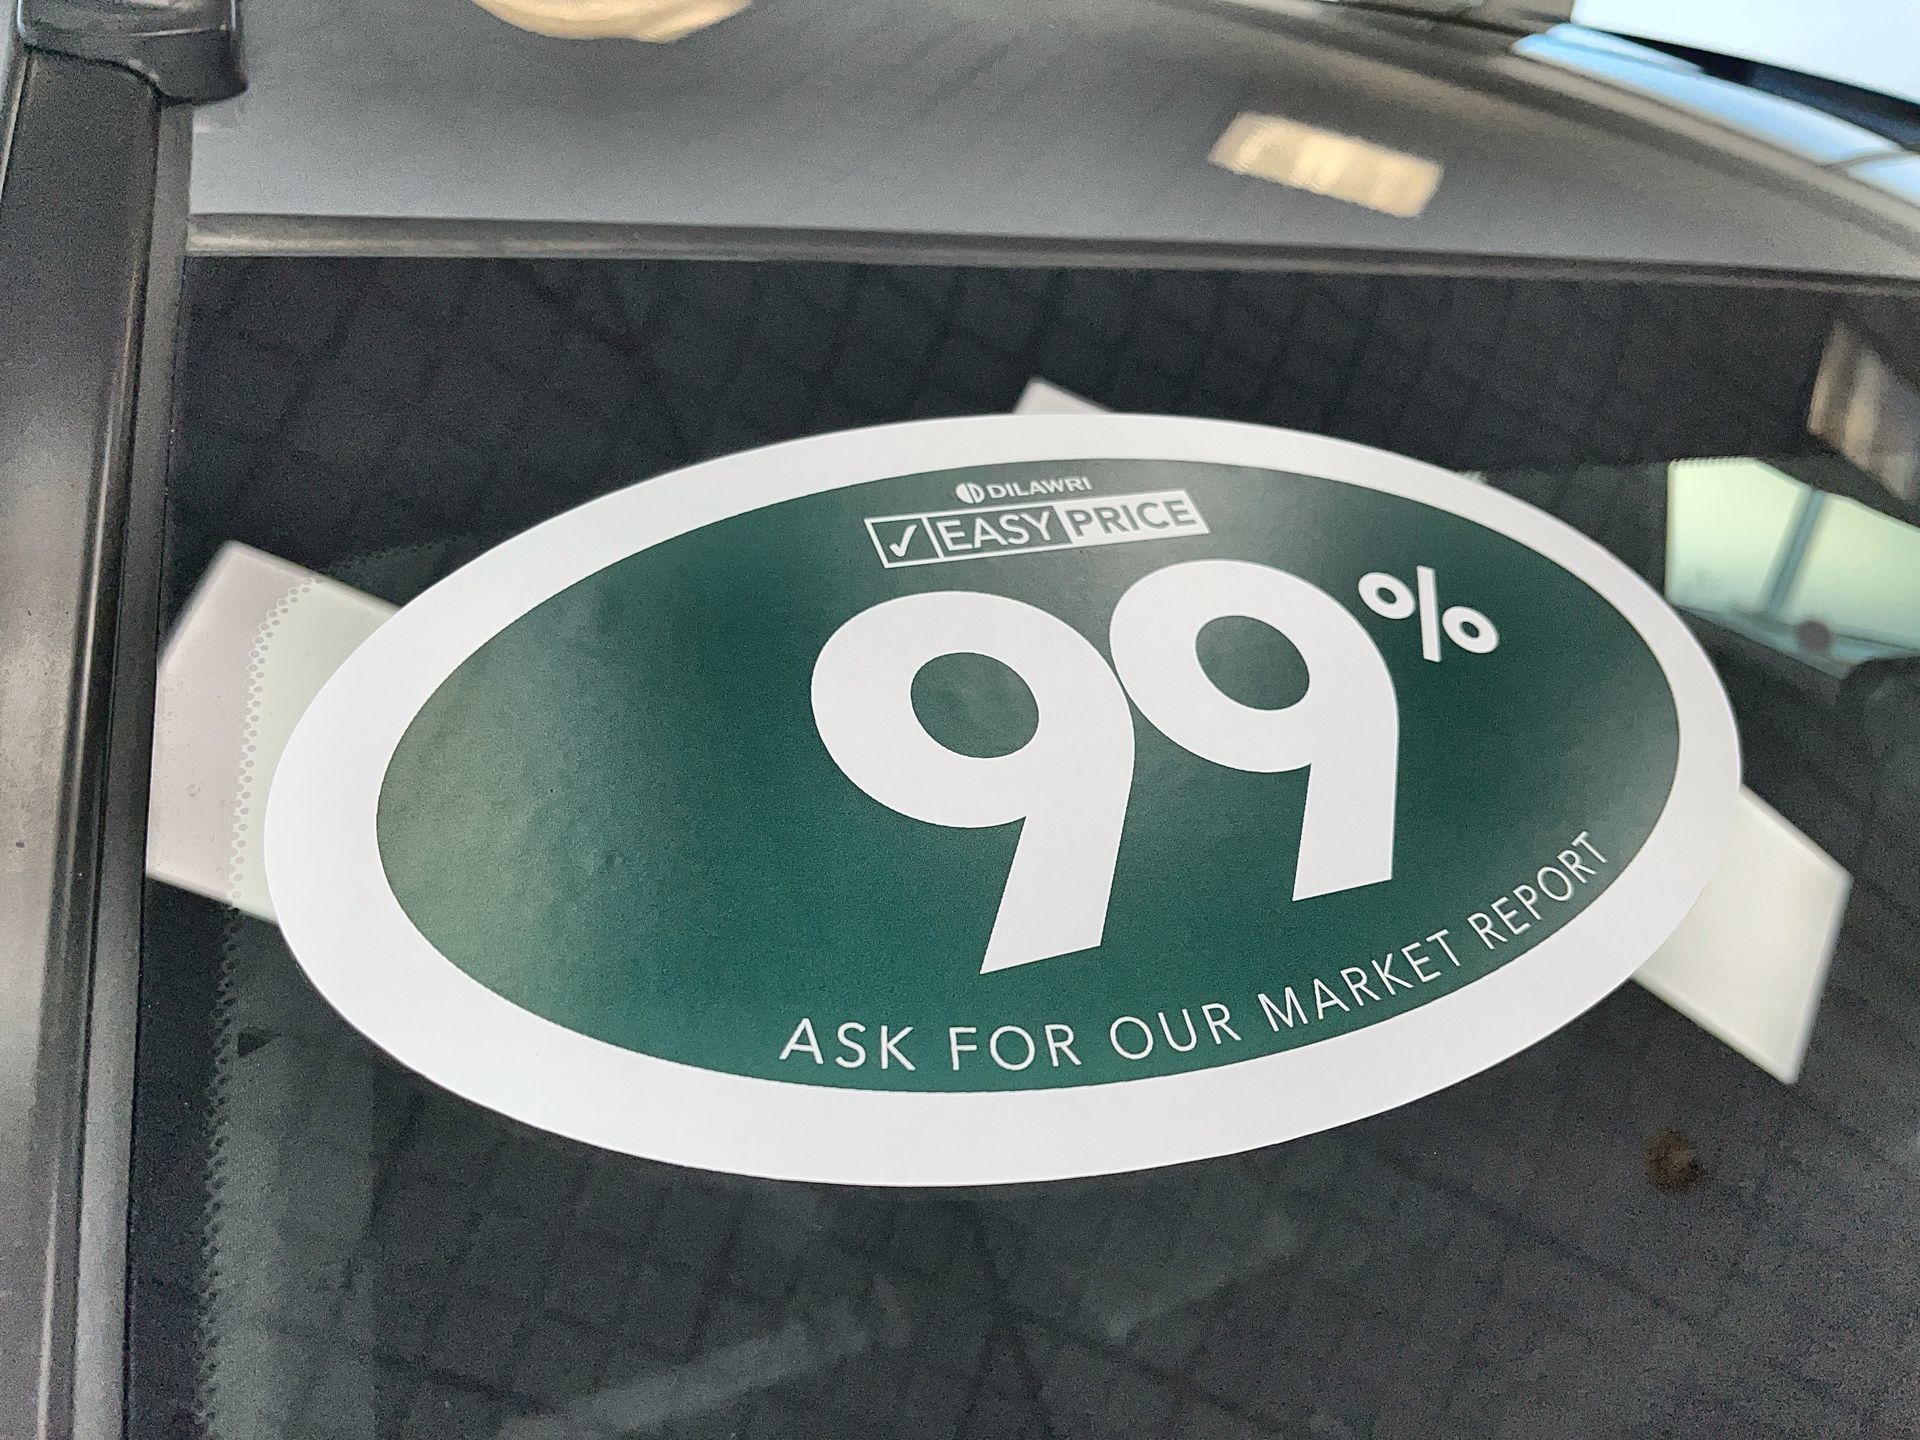 DILAWRI
✓ EASY PRICE
99%
ASK FOR OUR MARKET REPORT